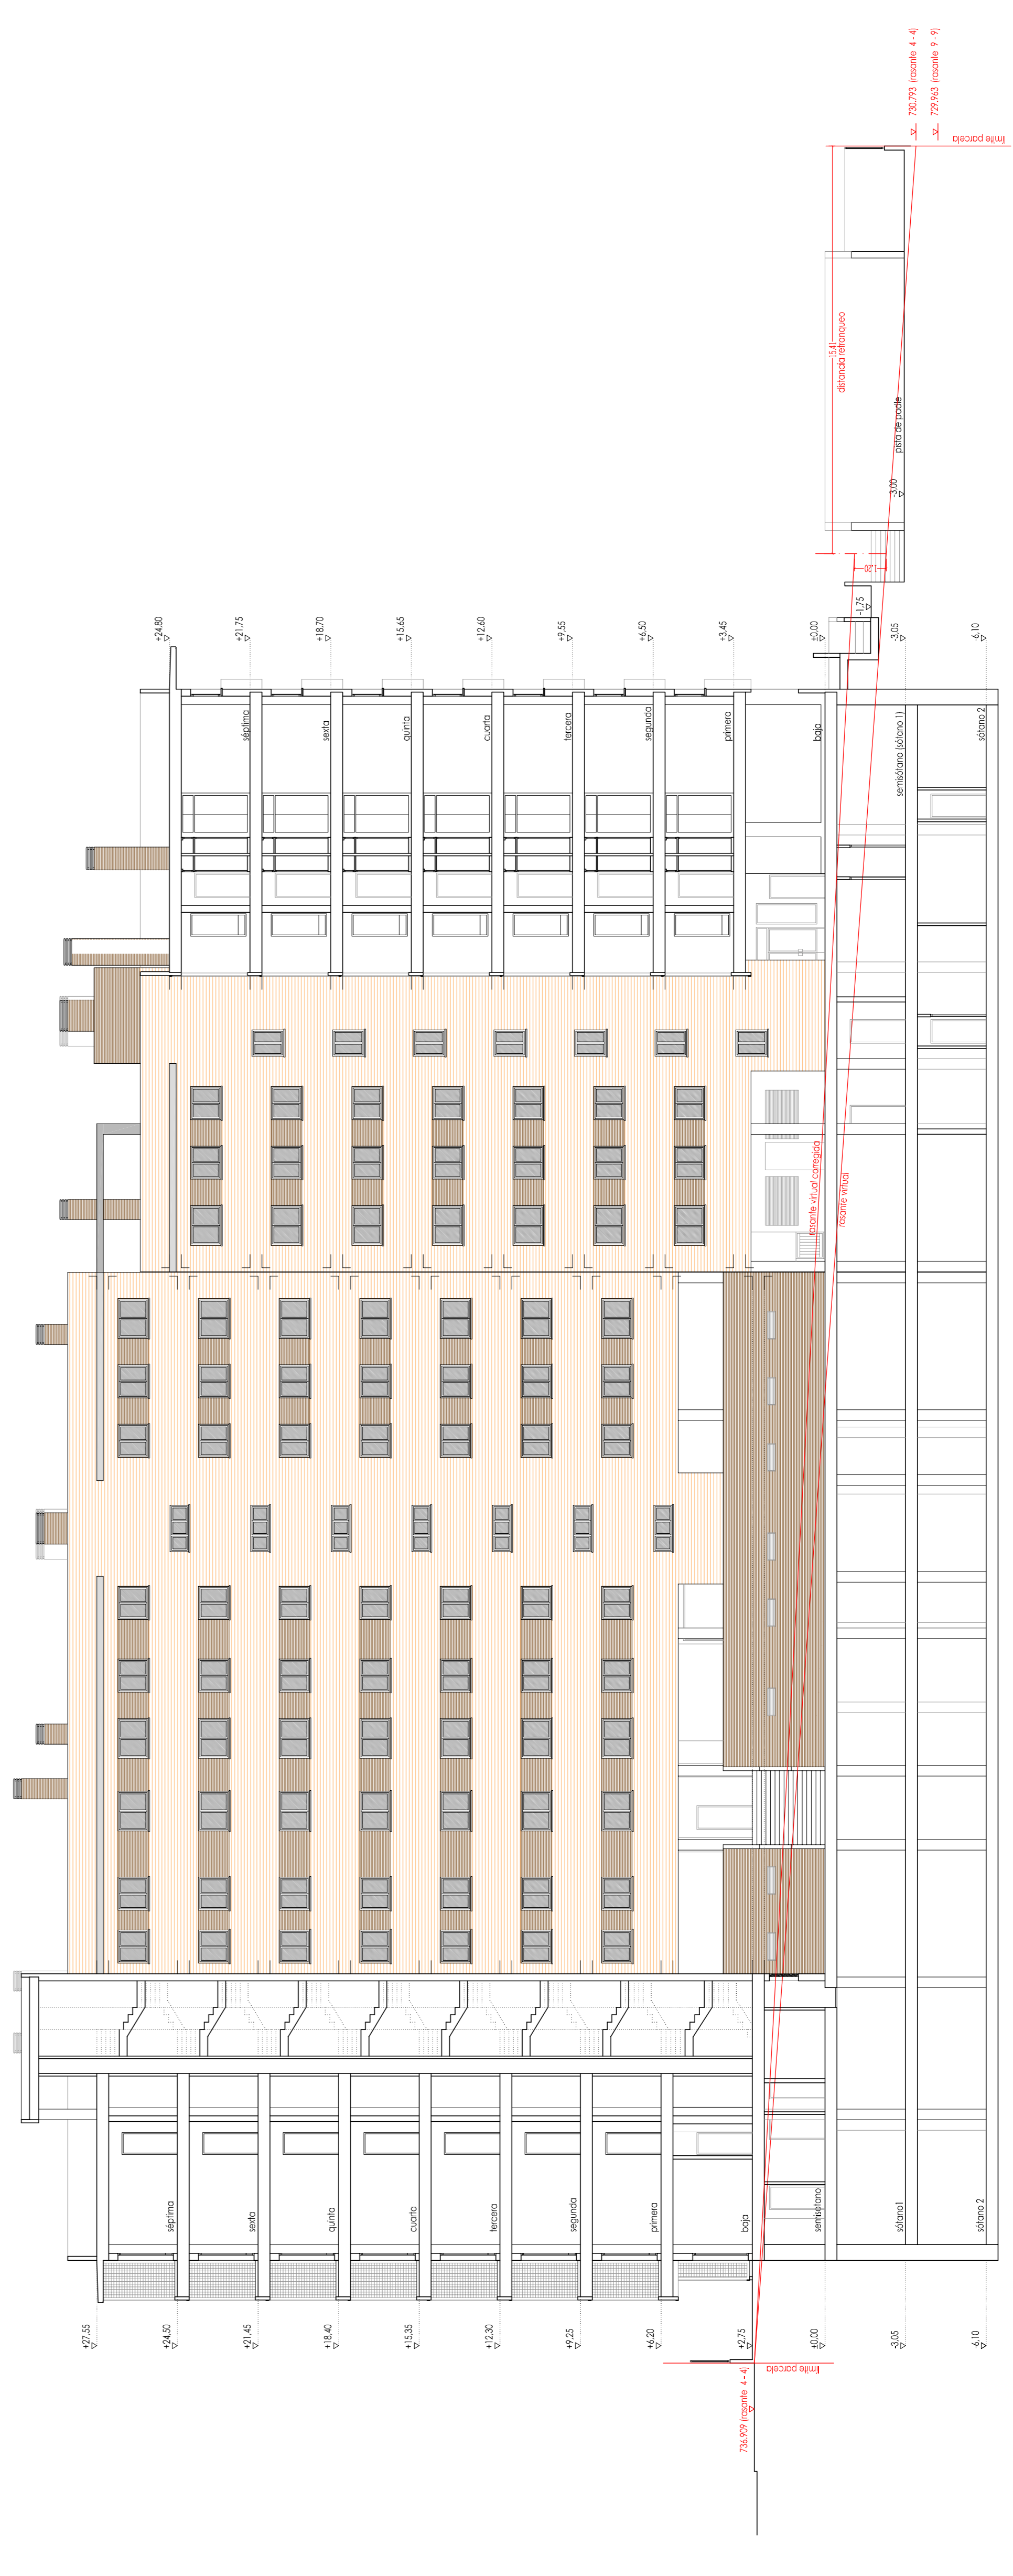 736,909 (rasante 4 - 4)
límite parcela
+27,55
+24,50
+21,45
+18,40
+15,35
+12,30
+9,25
+6,20
+2,75
±0,00
-3,05
-6,10
séptima
sexta
quinta
cuarta
tercera
segunda
primera
baja
semisótano
sótano1
sótano 2
rasante virtual corregida
rasante virtual
séptima
sexta
quinta
cuarta
tercera
segunda
primera
baja
semisótano (sótano 1)
sótano 2
+24,80
+21,75
+18,70
+15,65
+12,60
+9,55
+6,50
+3,45
±0,00
-3,05
-6,10
-1,75
1,20
-3,00
pista de padle
15,41
distancia retranqueo
límite parcela
730,793 (rasante 4 - 4)
729,963 (rasante 9 - 9)